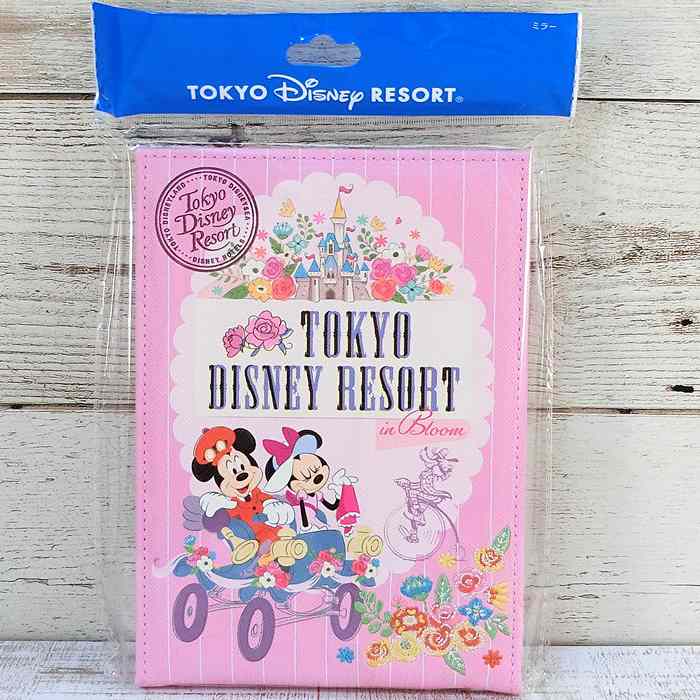 ミラー
TOKYO Disney RESORT®
TOKYO DISNEYLAND • • • • TOKYO DISNEYSEA
Tokyo
Disney
Resort
DISNEY HOTELS
TOKYO
DISNEY RESORT
in Bloom